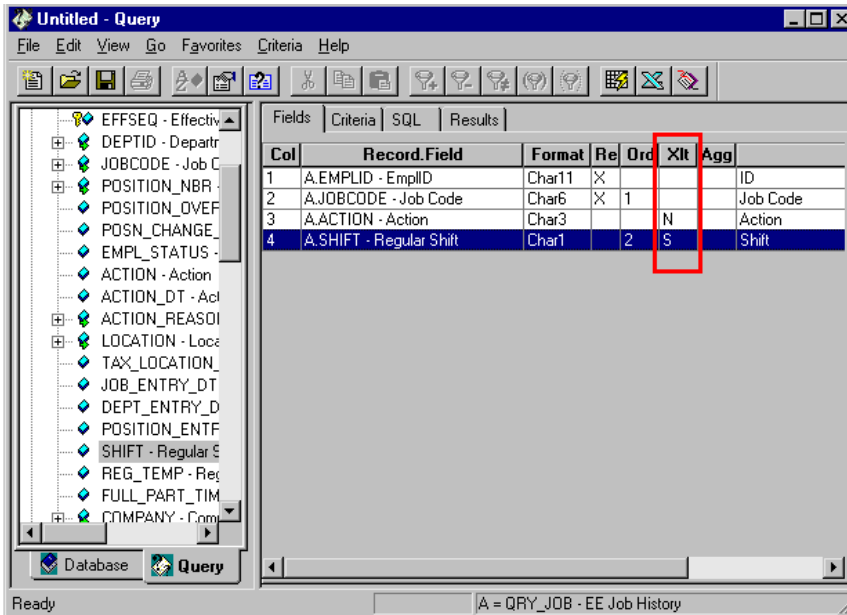 Untitled - Query
File Edit View Go Favorites Criteria Help
EFFSEQ - Effectiv
DEPTID - Departr
JOBCODE - Job C
POSITION_NBR -
POSITION_OVEF
POSN_CHANGE_
EMPL_STATUS -
ACTION - Action
ACTION_DT - Act
ACTION_REASO
LOCATION - Loca
TAX_LOCATION_
JOB_ENTRY_DT
DEPT_ENTRY_D
POSITION_ENTF
SHIFT - Regular S
REG_TEMP - Reg
FULL_PART_TIM
COMPANY - Com
Database Query
Fields Criteria SQL Results
Col Record.Field Format Re Ord Xlt Agg
1 A.EMPLID - EmplID Char11 X ID
2 A.JOBCODE - Job Code Char6 X 1 Job Code
3 A.ACTION - Action Char3 N Action
4 A.SHIFT - Regular Shift Char1 2 S Shift
Ready A = QRY_JOB - EE Job History